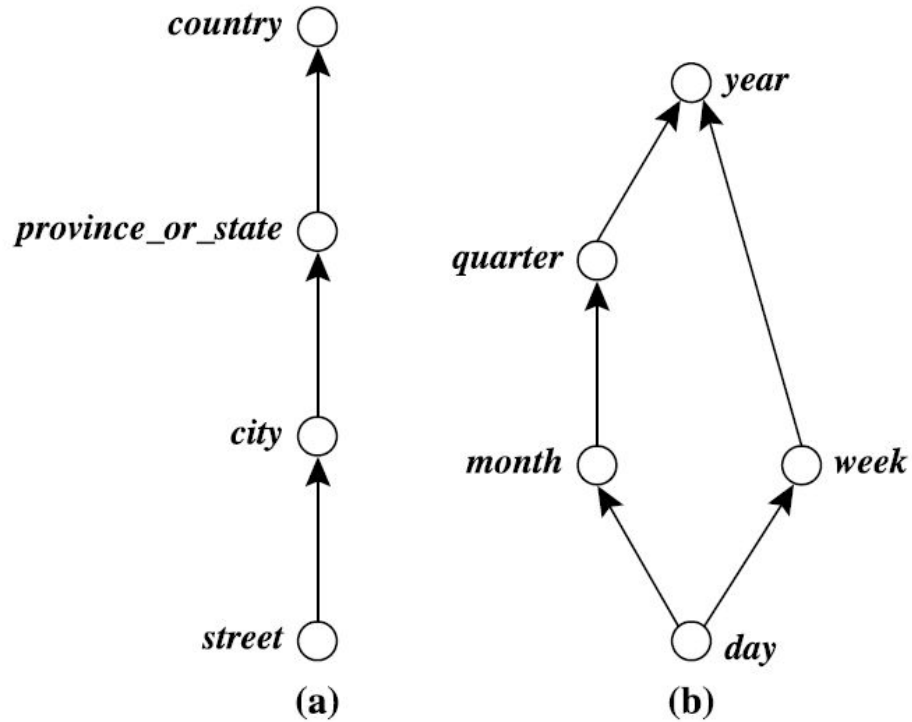 country
province_or_state
city
street
(a)
year
quarter
month
week
day
(b)